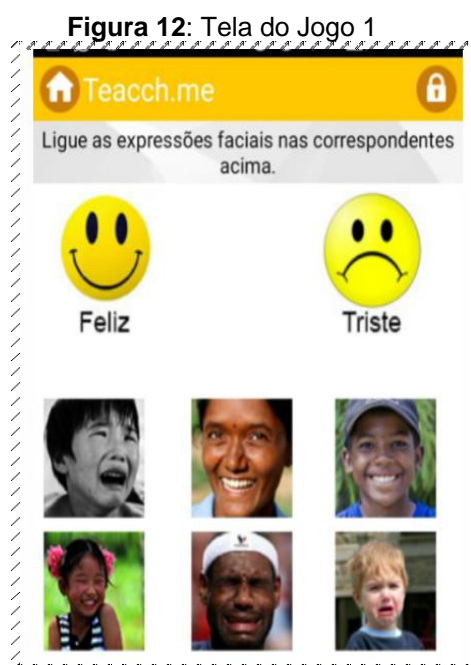 Figura 12: Tela do Jogo 1
Teacch.me
Ligue as expressões faciais nas correspondentes
acima.
Feliz
Triste